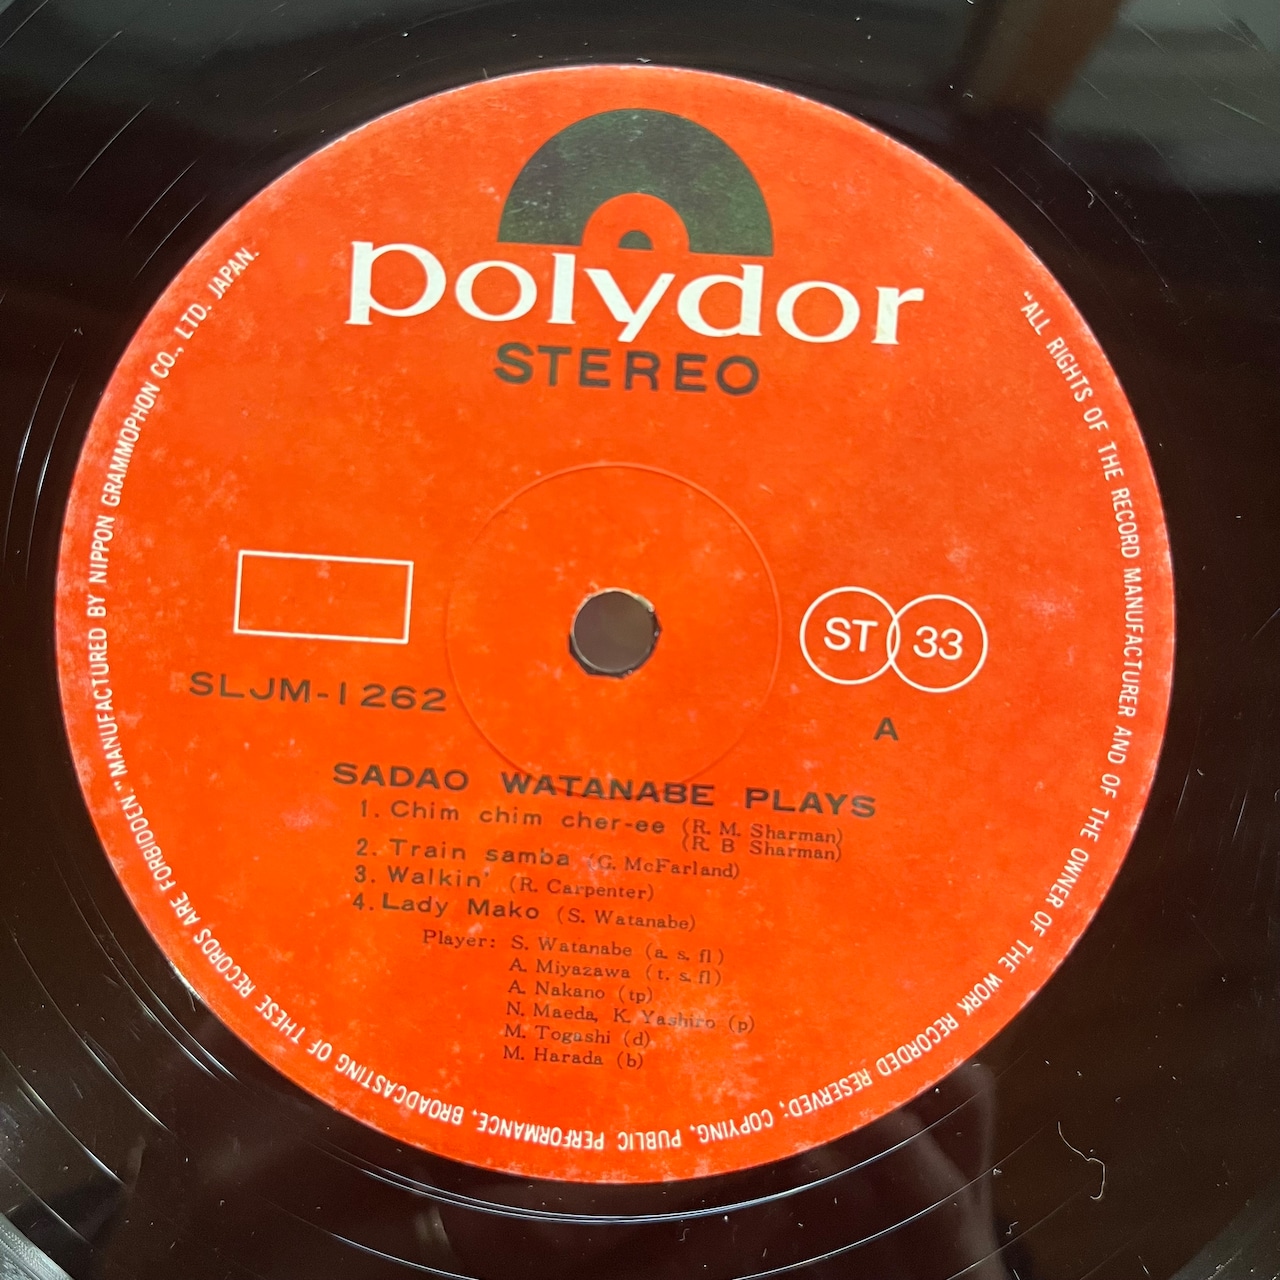 polydor
STEREO
ST 33
SLJM-1262
A
SADAO WATANABE PLAYS
1. Chim chim cher-ee (R. M. Sharman)
(R. B Sharman)
2. Train samba (G. McFarland)
3. Walkin' (R. Carpenter)
4. Lady Mako (S. Watanabe)
Player: S. Watanabe (a. s. fl)
A. Miyazawa (t. s. fl)
A. Nakano (tp)
N. Maeda, K. Yashiro (p)
M. Togashi (d)
M. Harada (b)
"ALL RIGHTS OF THE RECORD MANUFACTURER AND OF THE OWNER OF THE WORK RECORDED RESERVED; COPYING, PUBLIC PERFORMANCE, BROADCASTING OF THESE RECORDS ARE FORBIDDEN." MANUFACTURED BY NIPPON GRAMMOPHON CO., LTD. JAPAN.